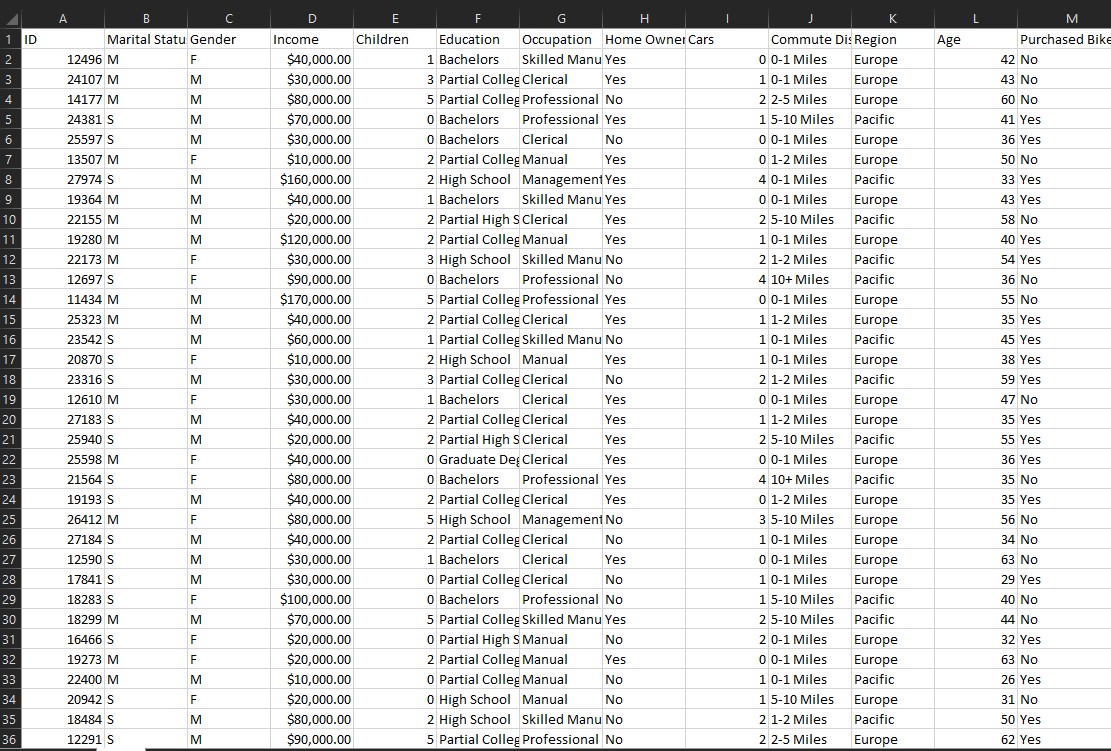 A B C D E F G H I J K L M
1 ID Marital Statu Gender Income Children Education Occupation Home Owner Cars Commute Dis Region Age Purchased Bike
2 12496 M F $40,000.00 1 Bachelors Skilled Manu Yes 0 0-1 Miles Europe 42 No
3 24107 M M $30,000.00 3 Partial Colleg Clerical Yes 1 0-1 Miles Europe 43 No
4 14177 M M $80,000.00 5 Partial Colleg Professional No 2 2-5 Miles Europe 60 No
5 24381 S M $70,000.00 0 Bachelors Professional Yes 1 5-10 Miles Pacific 41 Yes
6 25597 S M $30,000.00 0 Bachelors Clerical No 0 0-1 Miles Europe 36 Yes
7 13507 M F $10,000.00 2 Partial Colleg Manual Yes 0 1-2 Miles Europe 50 No
8 27974 S M $160,000.00 2 High School Management Yes 4 0-1 Miles Pacific 33 Yes
9 19364 M M $40,000.00 1 Bachelors Skilled Manu Yes 0 0-1 Miles Europe 43 Yes
10 22155 M M $20,000.00 2 Partial High S Clerical Yes 2 5-10 Miles Pacific 58 No
11 19280 M M $120,000.00 2 Partial Colleg Manual Yes 1 0-1 Miles Europe 40 Yes
12 22173 M F $30,000.00 3 High School Skilled Manu No 2 1-2 Miles Pacific 54 Yes
13 12697 S F $90,000.00 0 Bachelors Professional No 4 10+ Miles Pacific 36 No
14 11434 M M $170,000.00 5 Partial Colleg Professional Yes 0 0-1 Miles Europe 55 No
15 25323 M M $40,000.00 2 Partial Colleg Clerical Yes 1 1-2 Miles Europe 35 Yes
16 23542 S M $60,000.00 1 Partial Colleg Skilled Manu No 1 0-1 Miles Pacific 45 Yes
17 20870 S F $10,000.00 2 High School Manual Yes 1 0-1 Miles Europe 38 Yes
18 23316 S M $30,000.00 3 Partial Colleg Clerical No 2 1-2 Miles Pacific 59 Yes
19 12610 M F $30,000.00 1 Bachelors Clerical Yes 0 0-1 Miles Europe 47 No
20 27183 S M $40,000.00 2 Partial Colleg Clerical Yes 1 1-2 Miles Europe 35 Yes
21 25940 S M $20,000.00 2 Partial High S Clerical Yes 2 5-10 Miles Pacific 55 Yes
22 25598 M F $40,000.00 0 Graduate Deg Clerical Yes 0 0-1 Miles Europe 36 Yes
23 21564 S F $80,000.00 0 Bachelors Professional Yes 4 10+ Miles Pacific 35 No
24 19193 S M $40,000.00 2 Partial Colleg Clerical Yes 0 1-2 Miles Europe 35 Yes
25 26412 M F $80,000.00 5 High School Management No 3 5-10 Miles Europe 56 No
26 27184 S M $40,000.00 2 Partial Colleg Clerical No 1 0-1 Miles Europe 34 No
27 12590 S M $30,000.00 1 Bachelors Clerical Yes 0 0-1 Miles Europe 63 No
28 17841 S M $30,000.00 0 Partial Colleg Clerical No 1 0-1 Miles Europe 29 Yes
29 18283 S F $100,000.00 0 Bachelors Professional No 1 5-10 Miles Pacific 40 No
30 18299 M M $70,000.00 5 Partial Colleg Skilled Manu Yes 2 5-10 Miles Pacific 44 No
31 16466 S F $20,000.00 0 Partial High S Manual No 2 0-1 Miles Europe 32 Yes
32 19273 M F $20,000.00 2 Partial Colleg Manual Yes 0 0-1 Miles Europe 63 No
33 22400 M M $10,000.00 0 Partial Colleg Manual No 1 0-1 Miles Pacific 26 Yes
34 20942 S F $20,000.00 0 High School Manual No 1 5-10 Miles Europe 31 No
35 18484 S M $80,000.00 2 High School Skilled Manu No 2 1-2 Miles Pacific 50 Yes
36 12291 S M $90,000.00 5 Partial Colleg Professional No 2 2-5 Miles Europe 62 Yes